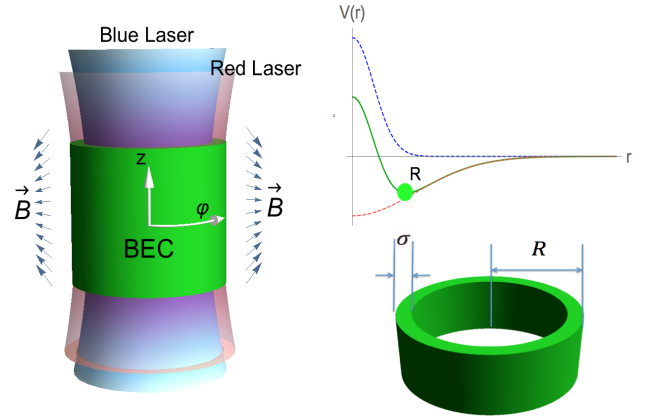 Blue Laser
Red Laser
z
φ
BEC
B⃗
B⃗
V(r)
r
R
σ
R